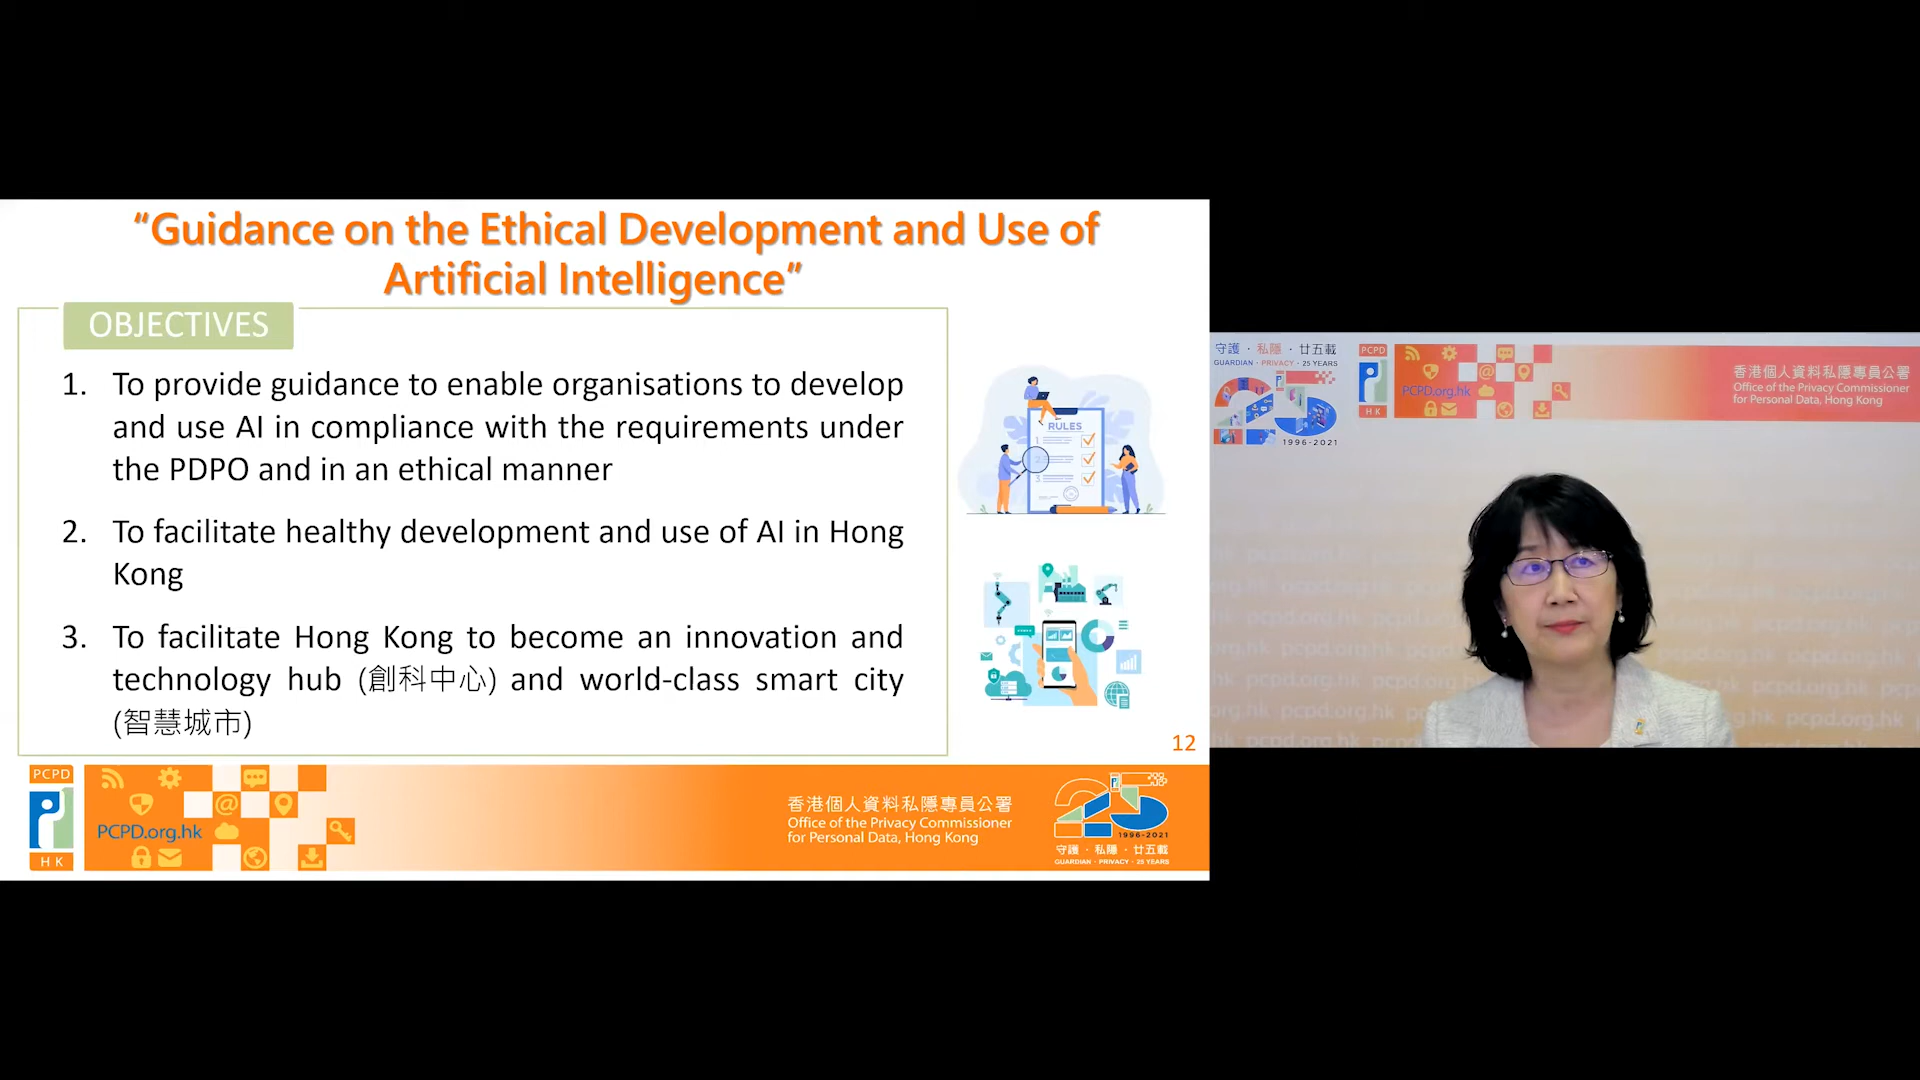 “Guidance on the Ethical Development and Use of
Artificial Intelligence”
OBJECTIVES
1. To provide guidance to enable organisations to develop
and use AI in compliance with the requirements under
the PDPO and in an ethical manner
2. To facilitate healthy development and use of AI in Hong
Kong
3. To facilitate Hong Kong to become an innovation and
technology hub (創科中心) and world-class smart city
(智慧城市)
RULES
1
2
3
12
PCPD
HK
PCPD.org.hk
香港個人資料私隱專員公署
Office of the Privacy Commissioner
for Personal Data, Hong Kong
25
1996-2021
守護．私隱．廿五載
GUARDIAN · PRIVACY · 25 YEARS
守護．私隱．廿五載
GUARDIAN · PRIVACY · 25 YEARS
25
1996-2021
PCPD
HK
PCPD.org.hk
香港個人資料私隱專員公署
Office of the Privacy Commissioner
for Personal Data, Hong Kong
pcpd.org.hk